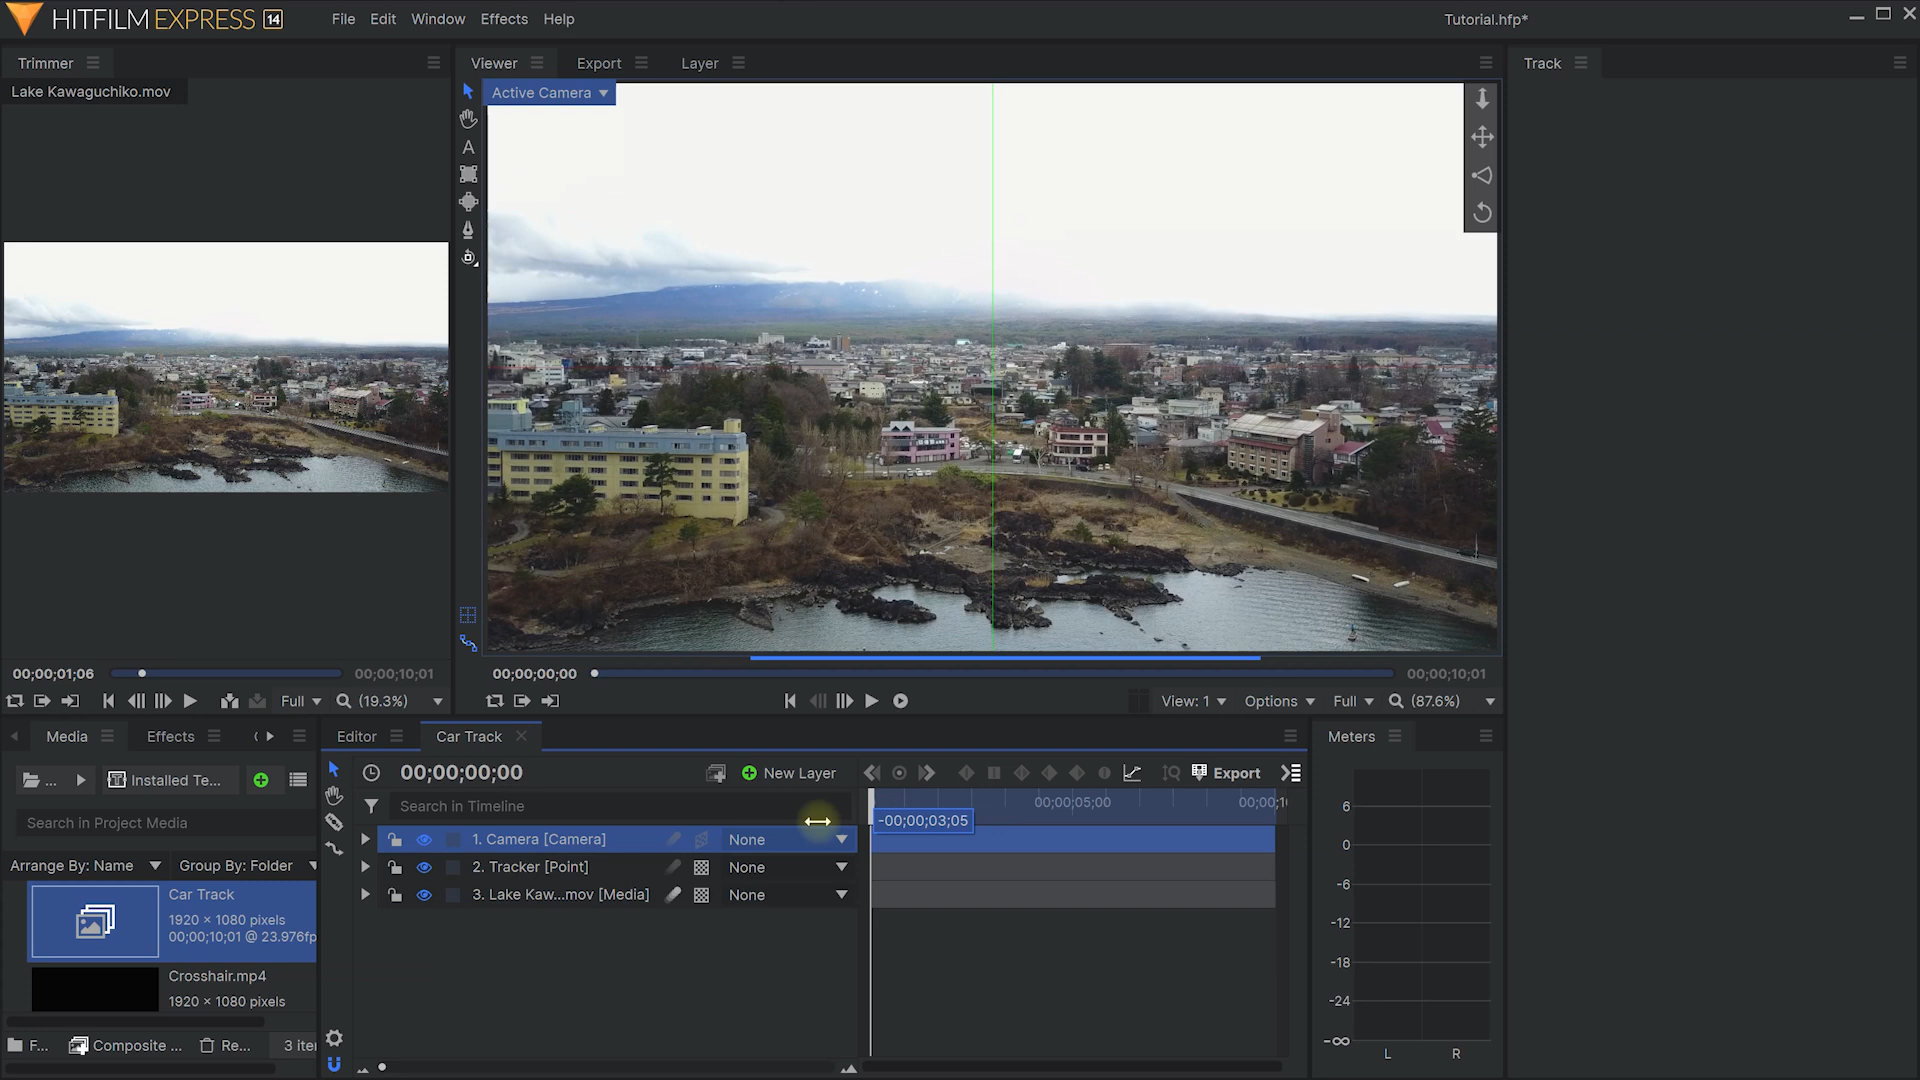 HITFILM EXPRESS 14
File Edit Window Effects Help
Tutorial.hfp*
Trimmer
Lake Kawaguchiko.mov
Viewer Export Layer
Track
Active Camera
00;00;01;06
00;00;10;01
Full (19.3%)
00;00;00;00
00;00;10;01
View: 1 Options Full (87.6%)
Media Effects
Editor Car Track
Meters
... Installed Te...
00;00;00;00
New Layer
Export
Search in Project Media
Search in Timeline
00;00;05;00
00;00;1
-00;00;03;05
Arrange By: Name Group By: Folder
1. Camera [Camera] None
2. Tracker [Point] None
3. Lake Kaw...mov [Media] None
Car Track
1920 × 1080 pixels
00;00;10;01 @ 23.976fp
Crosshair.mp4
1920 × 1080 pixels
F... Composite ... Re... 3 iter
6
0
-6
-12
-18
-24
-∞
L R